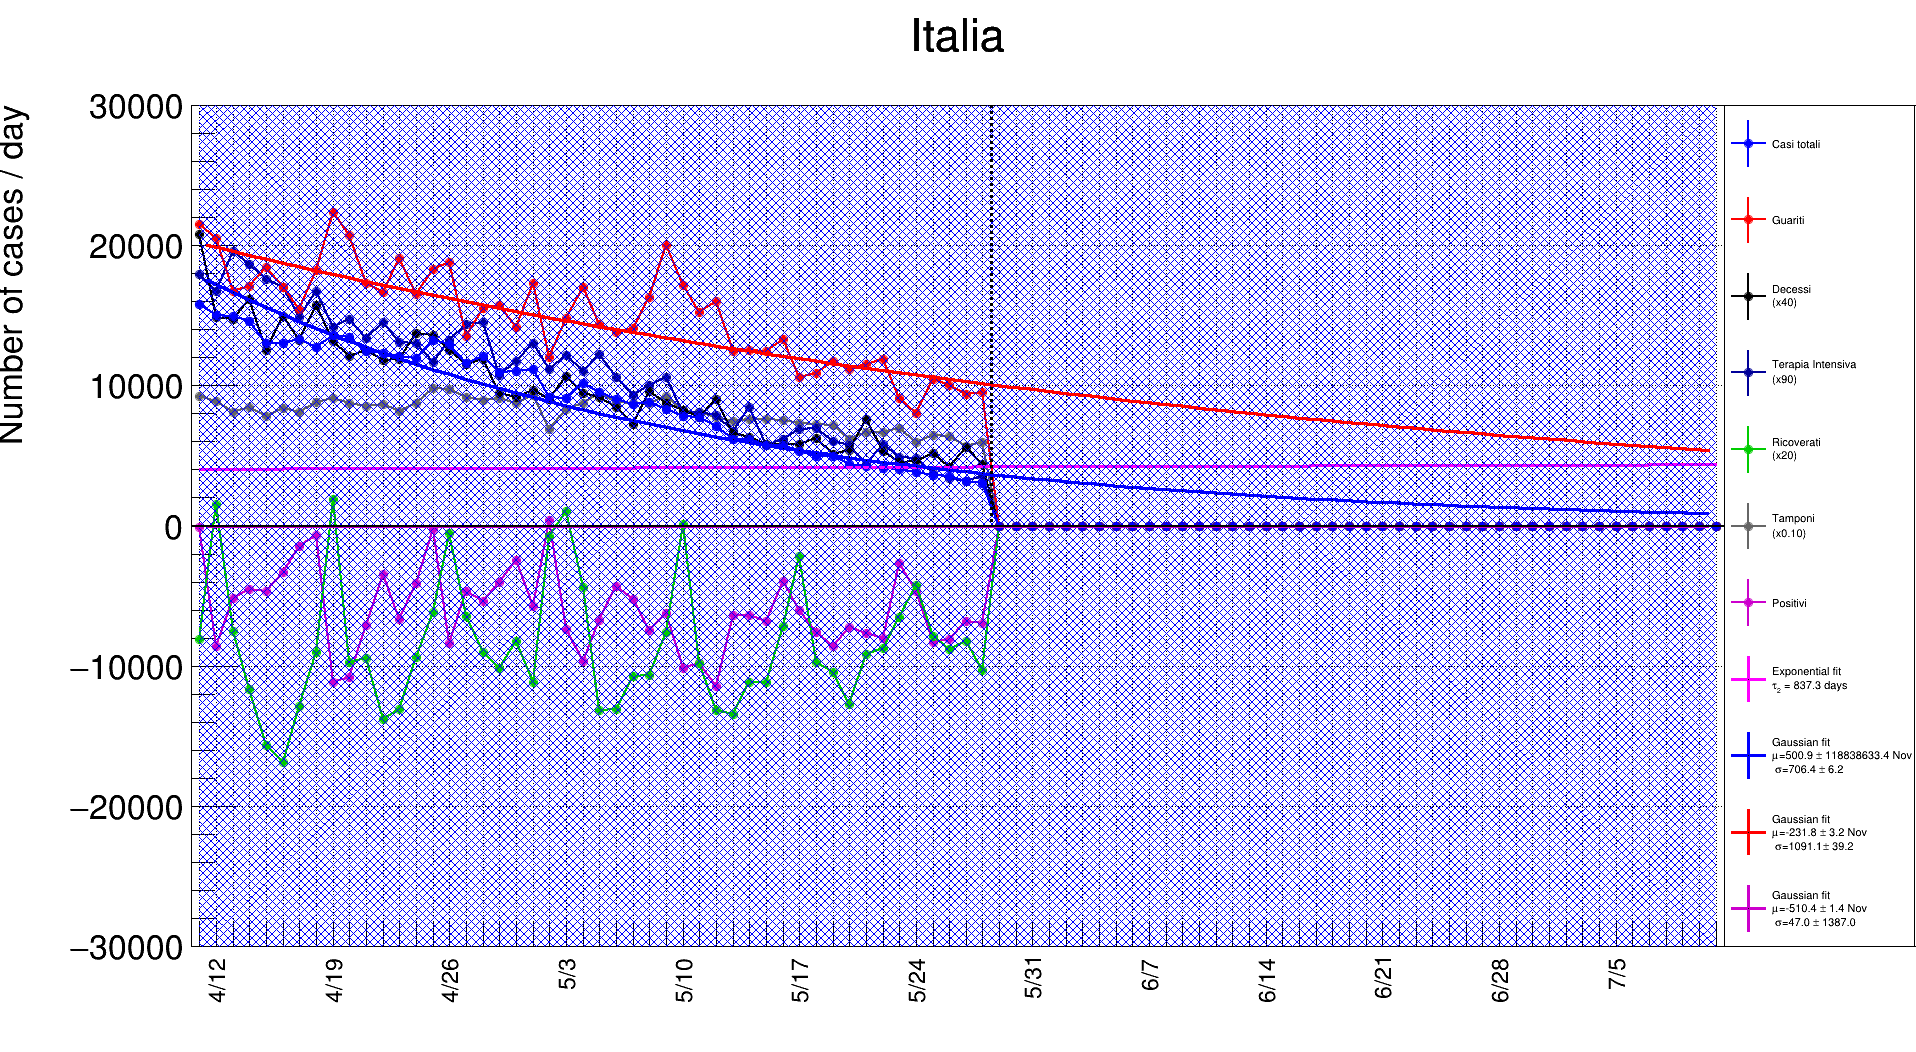 Italia
Number of cases / day
30000
20000
10000
0
−10000
−20000
−30000
4/12
4/19
4/26
5/3
5/10
5/17
5/24
5/31
6/7
6/14
6/21
6/28
7/5
Casi totali
Guariti
Decessi
(x40)
Terapia Intensiva
(x90)
Ricoverati
(x20)
Tamponi
(x0.10)
Positivi
Exponential fit
τ₂ = 837.3 days
Gaussian fit
μ=500.9 ± 118838633.4 Nov
σ=706.4 ± 6.2
Gaussian fit
μ=-231.8 ± 3.2 Nov
σ=1091.1 ± 39.2
Gaussian fit
μ=-510.4 ± 1.4 Nov
σ=47.0 ± 1387.0